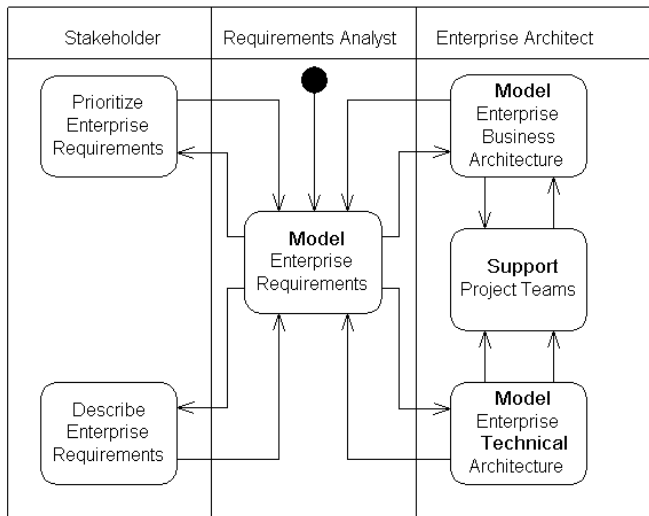 Stakeholder
Requirements Analyst
Enterprise Architect
Prioritize
Enterprise
Requirements
Model
Enterprise
Business
Architecture
Model
Enterprise
Requirements
Support
Project Teams
Describe
Enterprise
Requirements
Model
Enterprise
Technical
Architecture